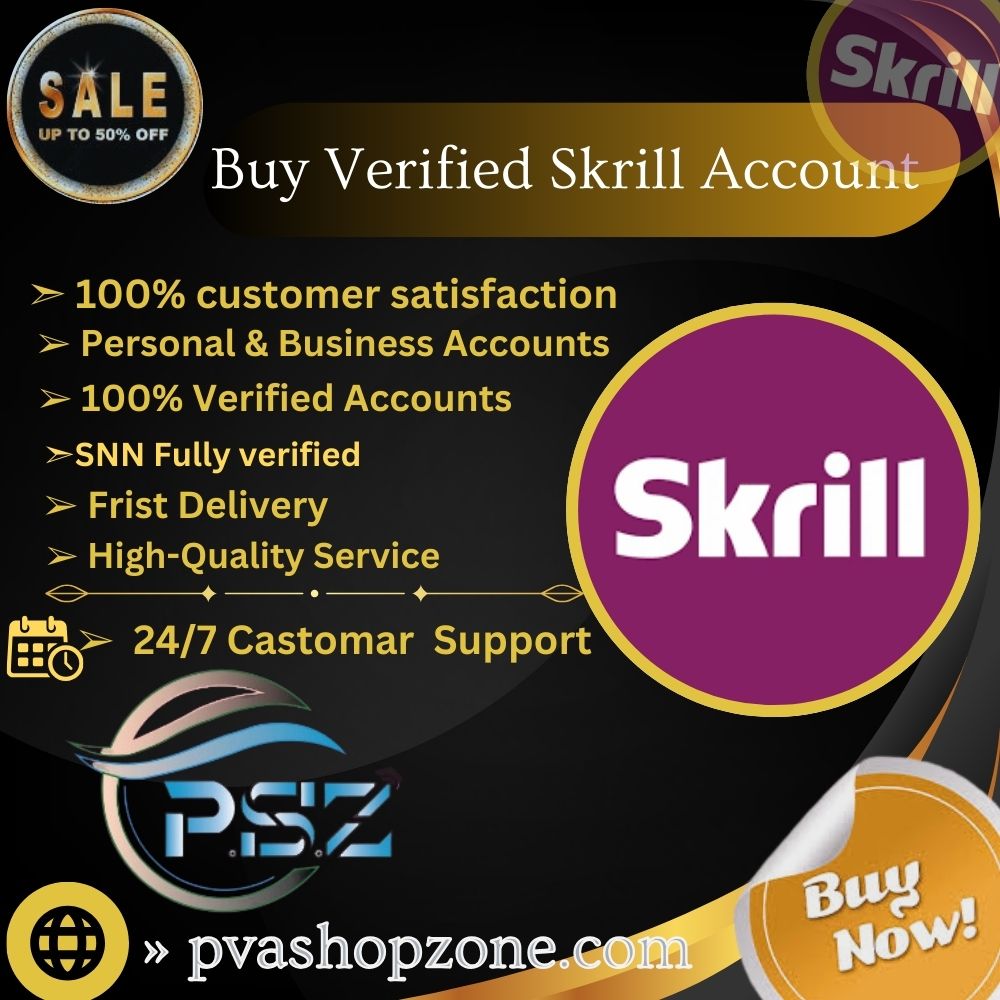 SALE
UP TO 50% OFF
Skrill
Buy Verified Skrill Account
➢ 100% customer satisfaction
➢ Personal & Business Accounts
➢ 100% Verified Accounts
➢SNN Fully verified
➢ Frist Delivery
➢ High-Quality Service
Skrill
➢ 24/7 Castomar Support
P.S.Z
Buy
Now!
» pvashopzone.com